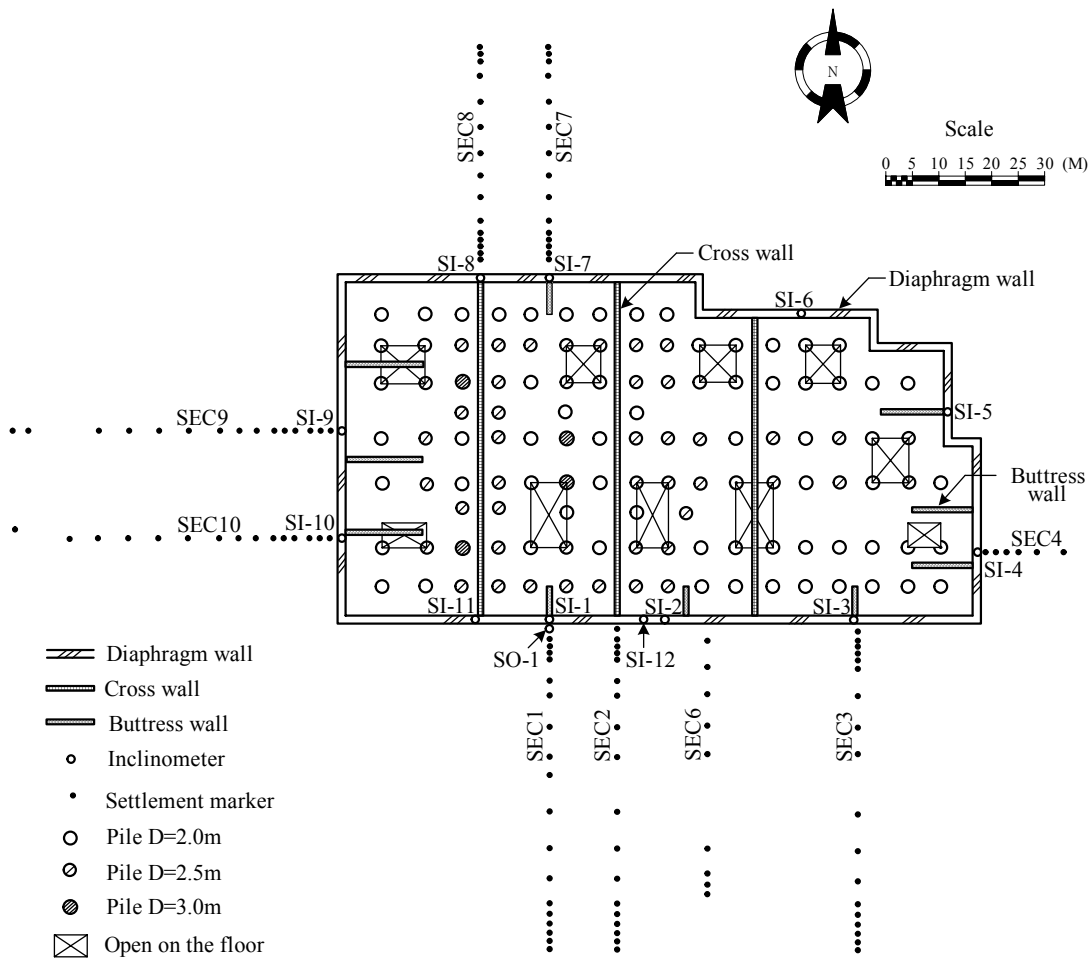 N
Scale
0 5 10 15 20 25 30 (M)
SEC8
SEC7
SI-8
SI-7
Cross wall
SI-6
Diaphragm wall
SEC9
SI-9
SI-5
Buttress
wall
SEC10
SI-10
SEC4
SI-4
SI-11
SI-1
SI-2
SI-3
SO-1
SI-12
SEC1
SEC2
SEC6
SEC3
Diaphragm wall
Cross wall
Buttress wall
Inclinometer
Settlement marker
Pile D=2.0m
Pile D=2.5m
Pile D=3.0m
Open on the floor